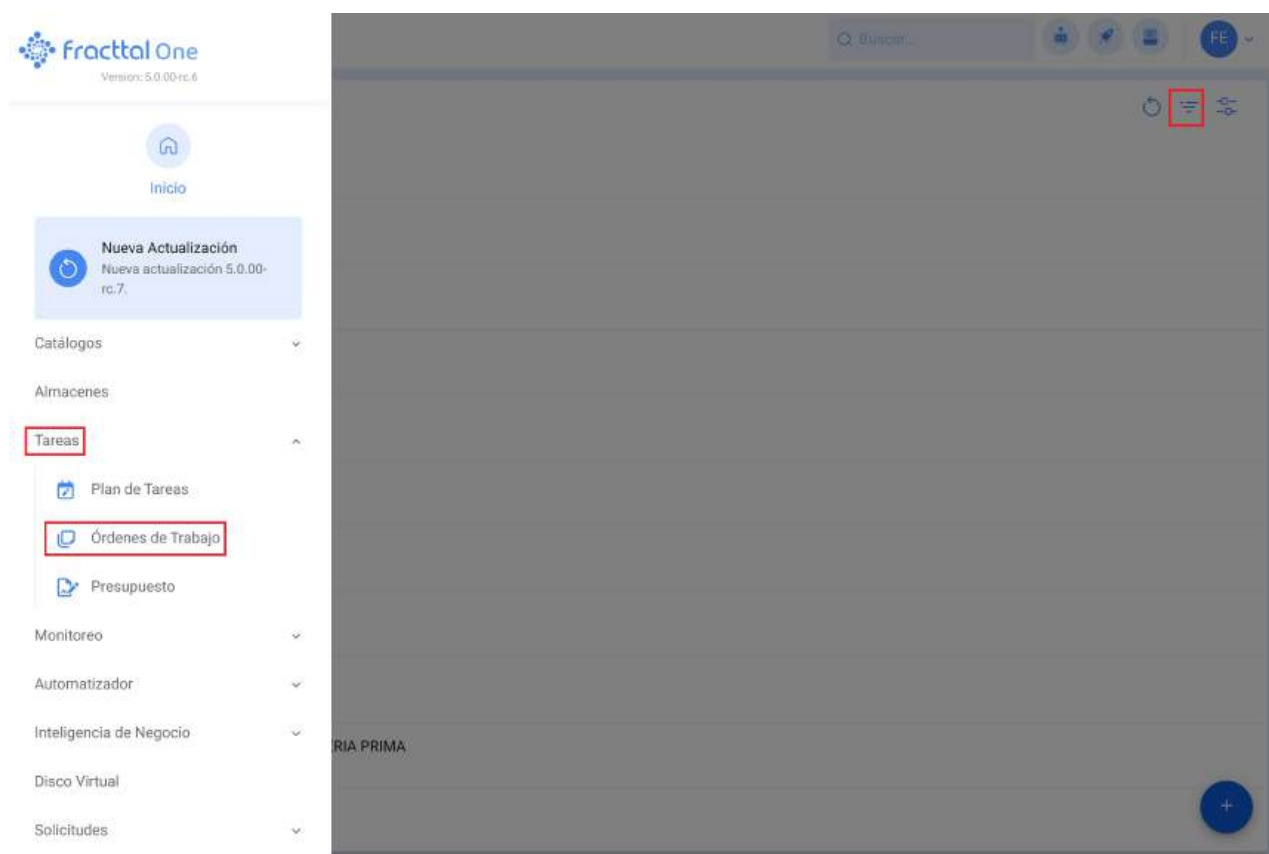 fracttal One
Version: 5.0.00-rc.6
Buscar...
FE
Inicio
Nueva Actualización
Nueva actualización 5.0.00-
rc.7.
Catálogos
Almacenes
Tareas
Plan de Tareas
Órdenes de Trabajo
Presupuesto
Monitoreo
Automatizador
Inteligencia de Negocio
RIA PRIMA
Disco Virtual
Solicitudes